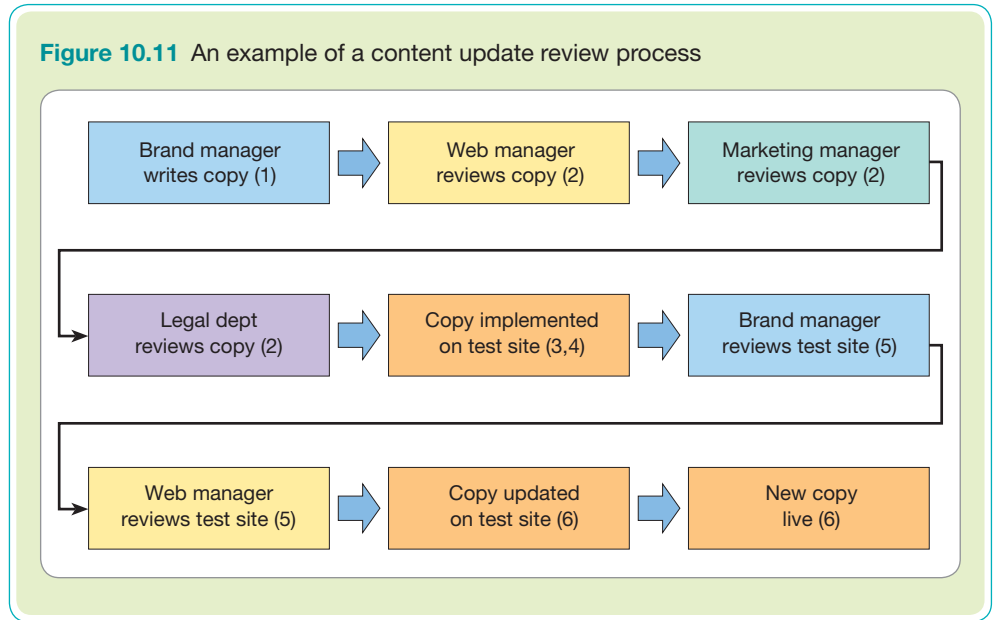 Figure 10.11 An example of a content update review process
Brand manager
writes copy (1)
Web manager
reviews copy (2)
Marketing manager
reviews copy (2)
Legal dept
reviews copy (2)
Copy implemented
on test site (3,4)
Brand manager
reviews test site (5)
Web manager
reviews test site (5)
Copy updated
on test site (6)
New copy
live (6)